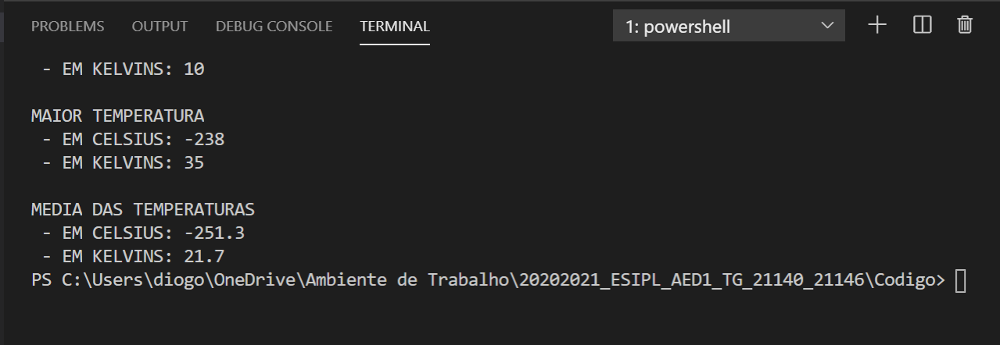 PROBLEMS OUTPUT DEBUG CONSOLE TERMINAL 1: powershell
- EM KELVINS: 10
MAIOR TEMPERATURA
- EM CELSIUS: -238
- EM KELVINS: 35
MEDIA DAS TEMPERATURAS
- EM CELSIUS: -251.3
- EM KELVINS: 21.7
PS C:\Users\diogo\OneDrive\Ambiente de Trabalho\20202021_ESIPL_AED1_TG_21140_21146\Codigo>